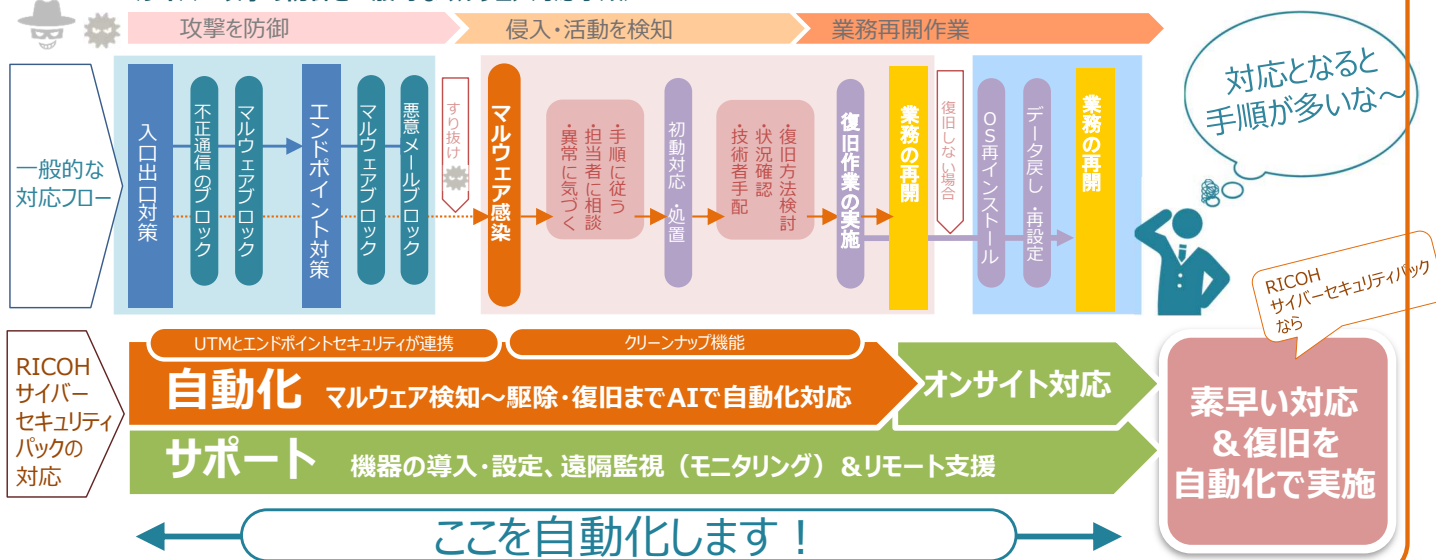 攻撃を防御
侵入・活動を検知
業務再開作業
対応となると
手順が多いな～
一般的な
対応フロー
入口出口対策
不正通信のブロック
マルウェアブロック
エンドポイント対策
マルウェアブロック
悪意メールブロック
すり抜け
マルウェア感染
・手順に従う
・担当者に相談
・異常に気づく
初動対応・処置
・復旧方法検討
・状況確認
・技術者手配
復旧作業の実施
業務の再開
復旧しない場合
OS再インストール
データ戻し・再設定
業務の再開
RICOH
サイバーセキュリティパック
なら
RICOH
サイバー
セキュリティ
パックの
対応
UTMとエンドポイントセキュリティが連携
クリーンナップ機能
自動化 マルウェア検知～駆除・復旧までAIで自動化対応
オンサイト対応
サポート 機器の導入・設定、遠隔監視（モニタリング）＆リモート支援
素早い対応
＆復旧を
自動化で実施
ここを自動化します！